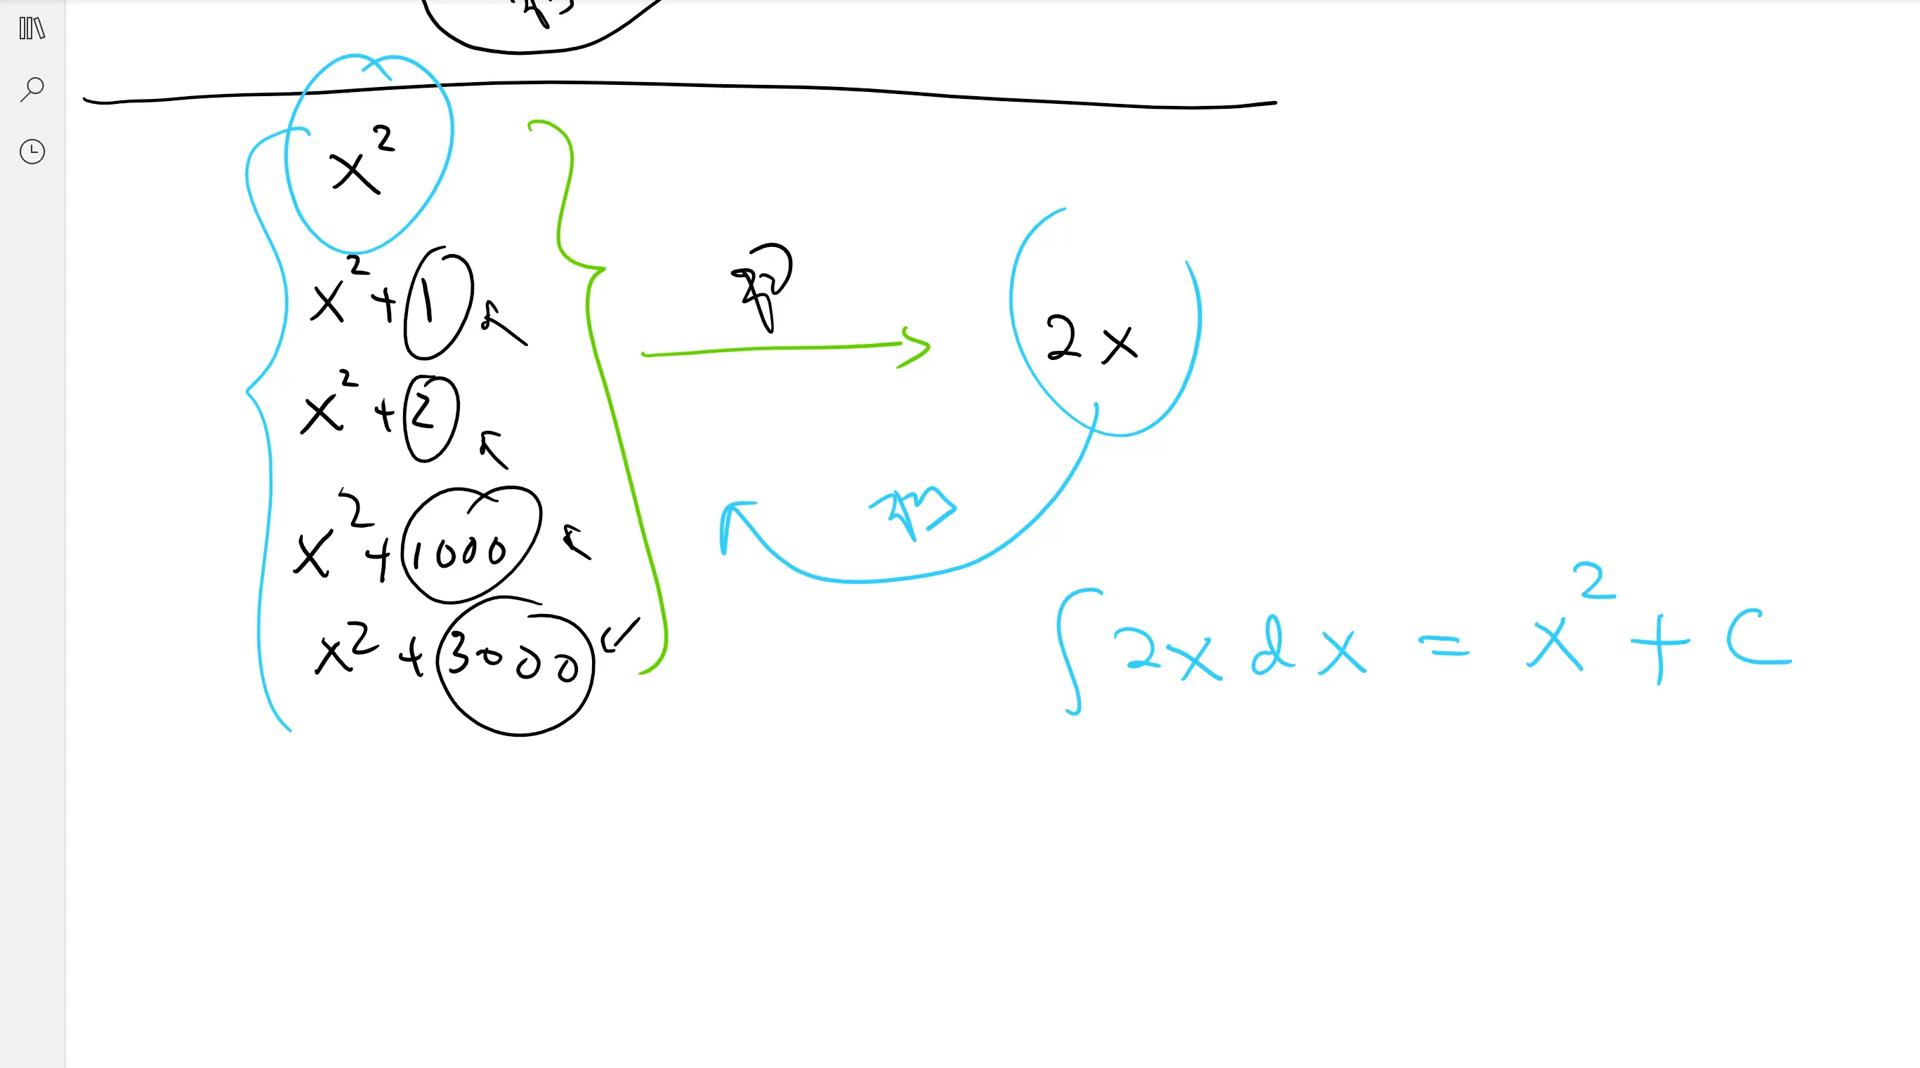 x²
x² + 1
x² + 2
x² + 1000
x² + 3000
2x
∫ 2x dx = x² + C